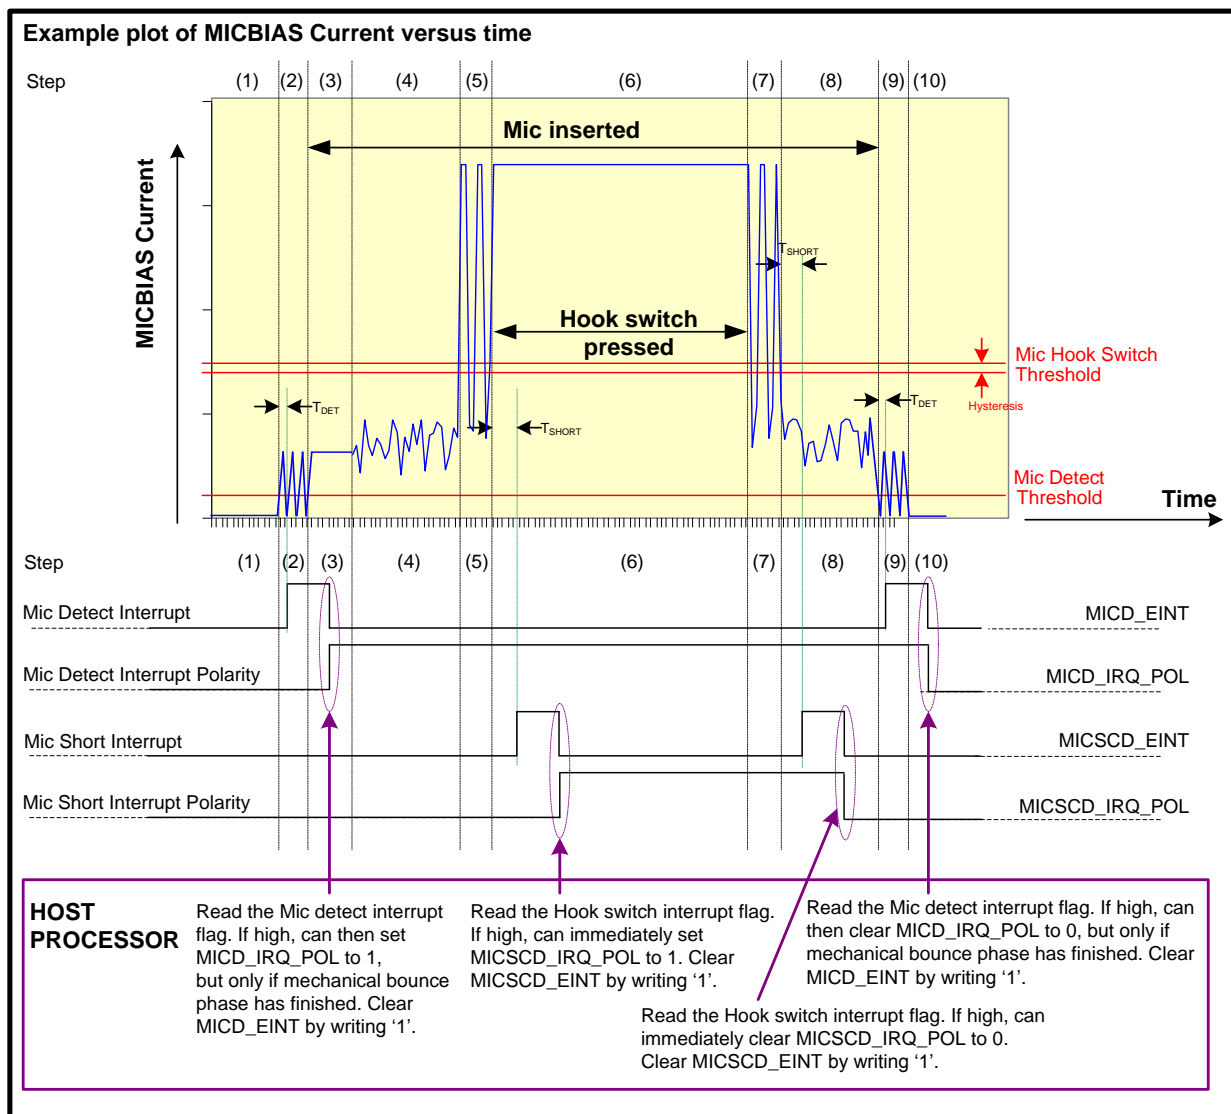 Example plot of MICBIAS Current versus time
Step (1) (2) (3) (4) (5) (6) (7) (8) (9) (10)
Mic inserted
MICBIAS Current
TSHORT
Hook switch
pressed
Mic Hook Switch
Threshold
Hysteresis
TDET
TDET
TSHORT
Mic Detect
Threshold
Time
Step (1) (2) (3) (4) (5) (6) (7) (8) (9) (10)
Mic Detect Interrupt MICD_EINT
Mic Detect Interrupt Polarity MICD_IRQ_POL
Mic Short Interrupt MICSCD_EINT
Mic Short Interrupt Polarity MICSCD_IRQ_POL
HOST
PROCESSOR
Read the Mic detect interrupt
flag. If high, can then set
MICD_IRQ_POL to 1,
but only if mechanical bounce
phase has finished. Clear
MICD_EINT by writing ‘1’.
Read the Hook switch interrupt flag.
If high, can immediately set
MICSCD_IRQ_POL to 1. Clear
MICSCD_EINT by writing ‘1’.
Read the Mic detect interrupt flag. If high, can
then clear MICD_IRQ_POL to 0, but only if
mechanical bounce phase has finished. Clear
MICD_EINT by writing ‘1’.
Read the Hook switch interrupt flag. If high, can
immediately clear MICSCD_IRQ_POL to 0.
Clear MICSCD_EINT by writing ‘1’.